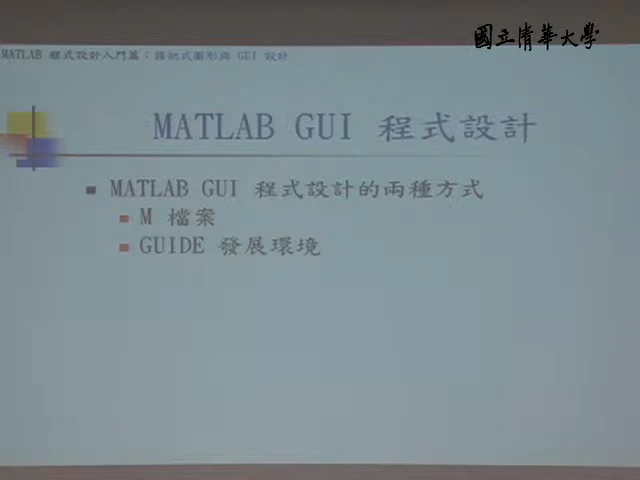 國立清華大學
MATLAB 程式設計入門篇：握把式圖形與 GUI 設計
MATLAB GUI 程式設計
MATLAB GUI 程式設計的兩種方式
M 檔案
GUIDE 發展環境